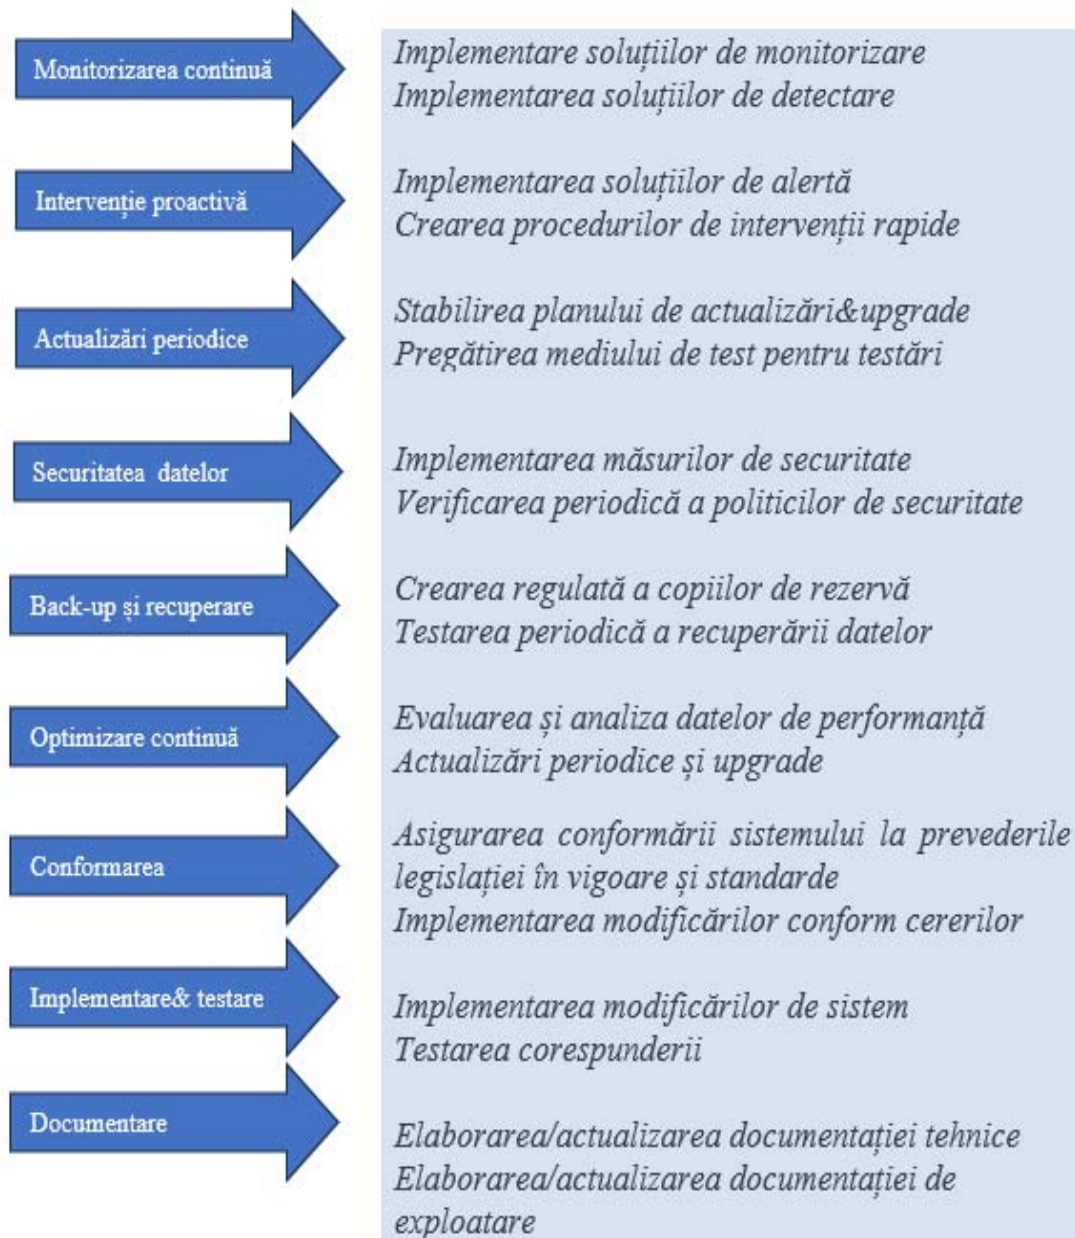 Monitorizarea continuă
Implementare soluțiilor de monitorizare
Implementarea soluțiilor de detectare
Intervenție proactivă
Implementarea soluțiilor de alertă
Crearea procedurilor de intervenții rapide
Actualizări periodice
Stabilirea planului de actualizări&upgrade
Pregătirea mediului de test pentru testări
Securitatea datelor
Implementarea măsurilor de securitate
Verificarea periodică a politicilor de securitate
Back-up și recuperare
Crearea regulată a copiilor de rezervă
Testarea periodică a recuperării datelor
Optimizare continuă
Evaluarea și analiza datelor de performanță
Actualizări periodice și upgrade
Conformarea
Asigurarea conformării sistemului la prevederile
legislației în vigoare și standarde
Implementarea modificărilor conform cererilor
Implementare& testare
Implementarea modificărilor de sistem
Testarea corespunderii
Documentare
Elaborarea/actualizarea documentației tehnice
Elaborarea/actualizarea documentației de
exploatare